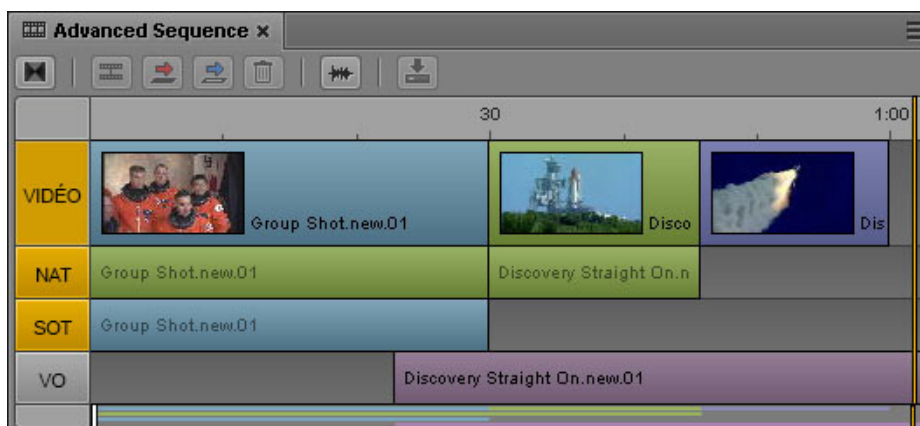 Advanced Sequence ×
30 1:00
VIDÉO Group Shot.new.01 Disco Dis
NAT Group Shot.new.01 Discovery Straight On.n
SOT Group Shot.new.01
VO Discovery Straight On.new.01